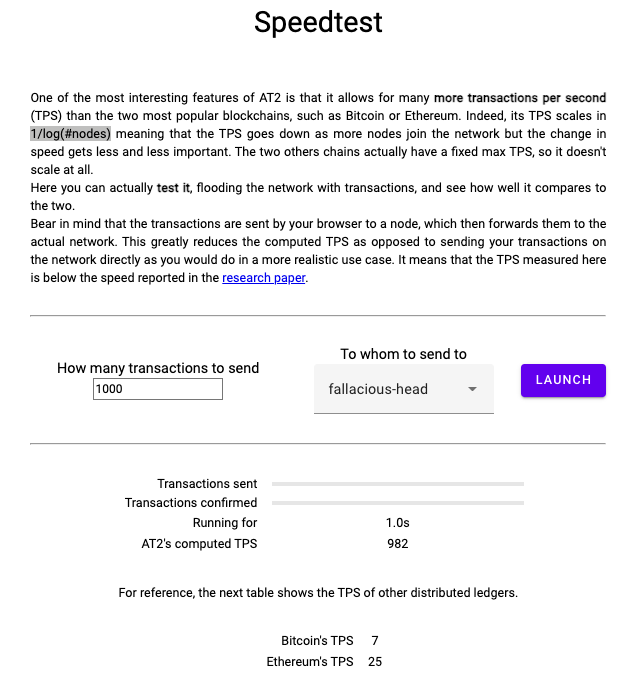 Speedtest
One of the most interesting features of AT2 is that it allows for many more transactions per second
(TPS) than the two most popular blockchains, such as Bitcoin or Ethereum. Indeed, its TPS scales in
1/log(#nodes) meaning that the TPS goes down as more nodes join the network but the change in
speed gets less and less important. The two others chains actually have a fixed max TPS, so it doesn't
scale at all.
Here you can actually test it, flooding the network with transactions, and see how well it compares to
the two.
Bear in mind that the transactions are sent by your browser to a node, which then forwards them to the
actual network. This greatly reduces the computed TPS as opposed to sending your transactions on
the network directly as you would do in a more realistic use case. It means that the TPS measured here
is below the speed reported in the research paper.
How many transactions to send
1000
To whom to send to
fallacious-head
LAUNCH
Transactions sent
Transactions confirmed
Running for 1.0s
AT2's computed TPS 982
For reference, the next table shows the TPS of other distributed ledgers.
Bitcoin's TPS 7
Ethereum's TPS 25